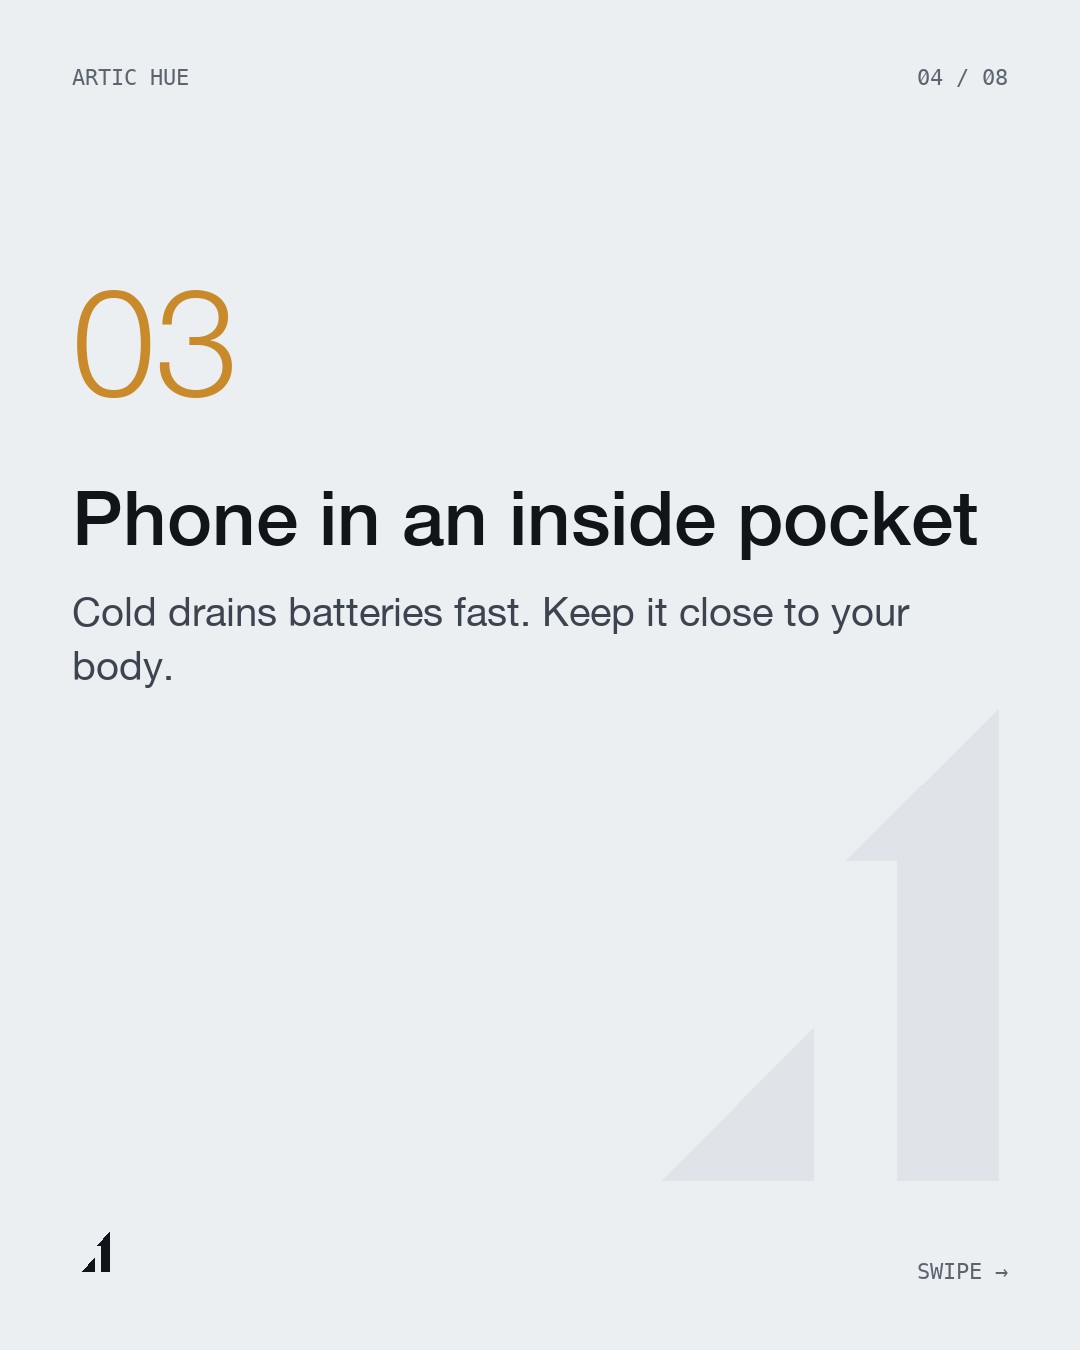 ARTIC HUE
04 / 08
03
Phone in an inside pocket
Cold drains batteries fast. Keep it close to your
body.
SWIPE →